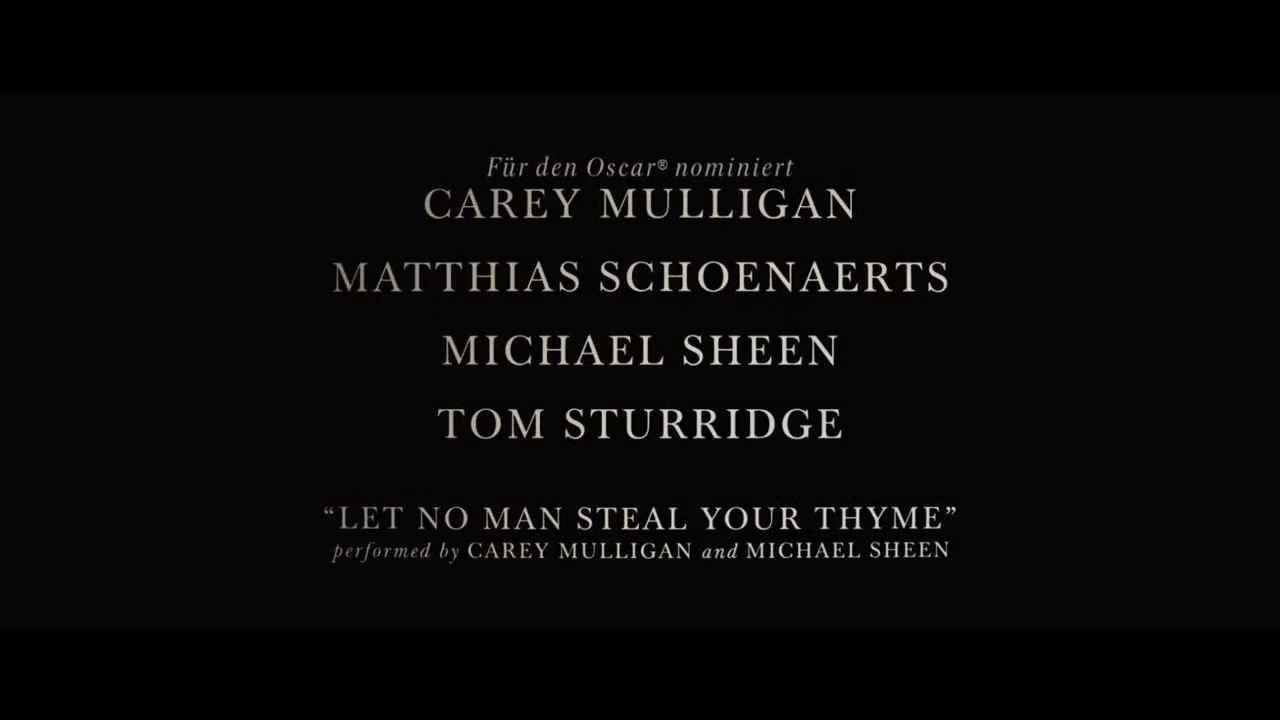 Für den Oscar® nominiert
CAREY MULLIGAN
MATTHIAS SCHOENAERTS
MICHAEL SHEEN
TOM STURRIDGE
“LET NO MAN STEAL YOUR THYME”
performed by CAREY MULLIGAN and MICHAEL SHEEN